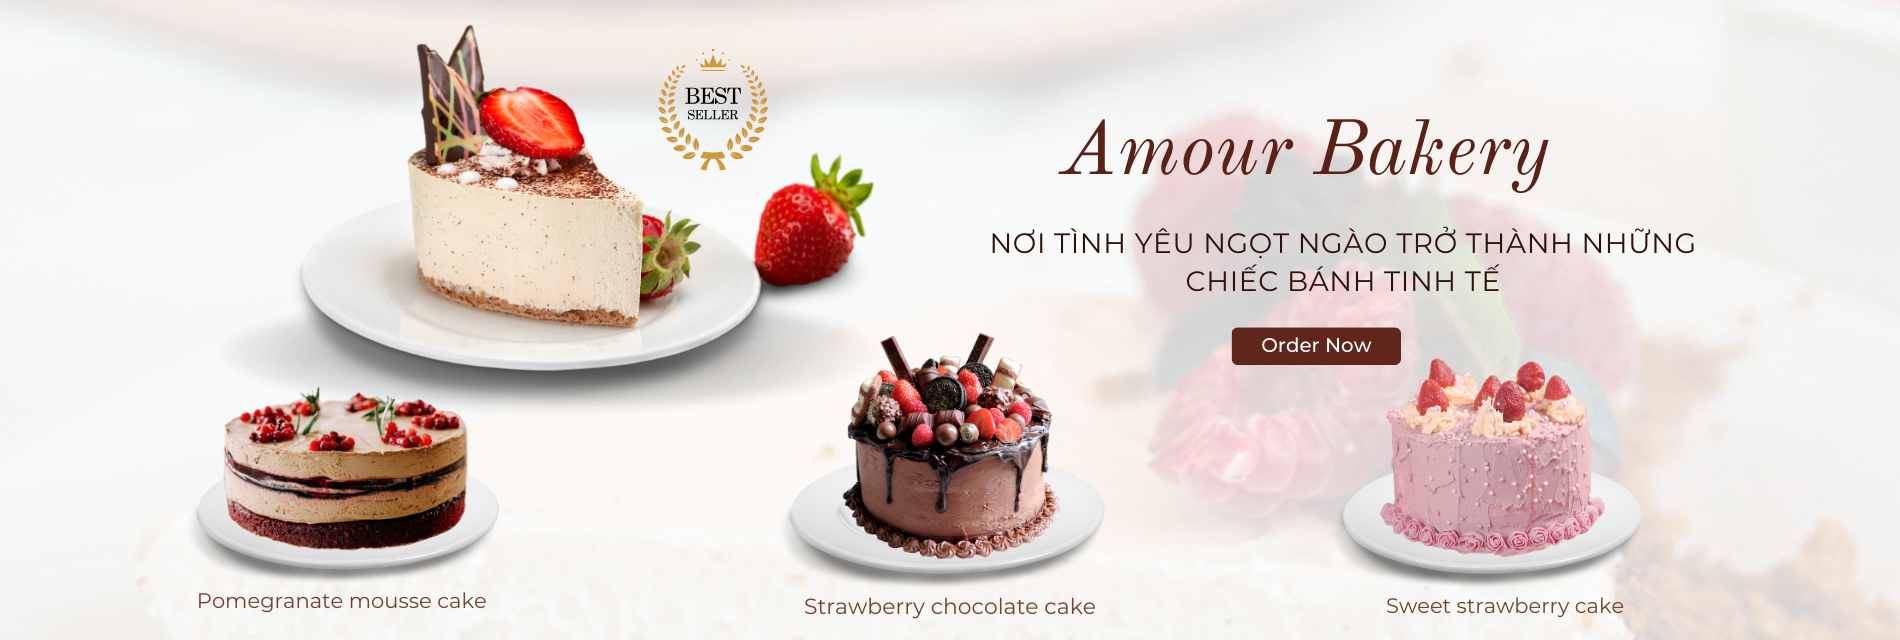 BEST
SELLER
Amour Bakery
NƠI TÌNH YÊU NGỌT NGÀO TRỞ THÀNH NHỮNG
CHIẾC BÁNH TINH TẾ
Order Now
Pomegranate mousse cake
Strawberry chocolate cake
Sweet strawberry cake